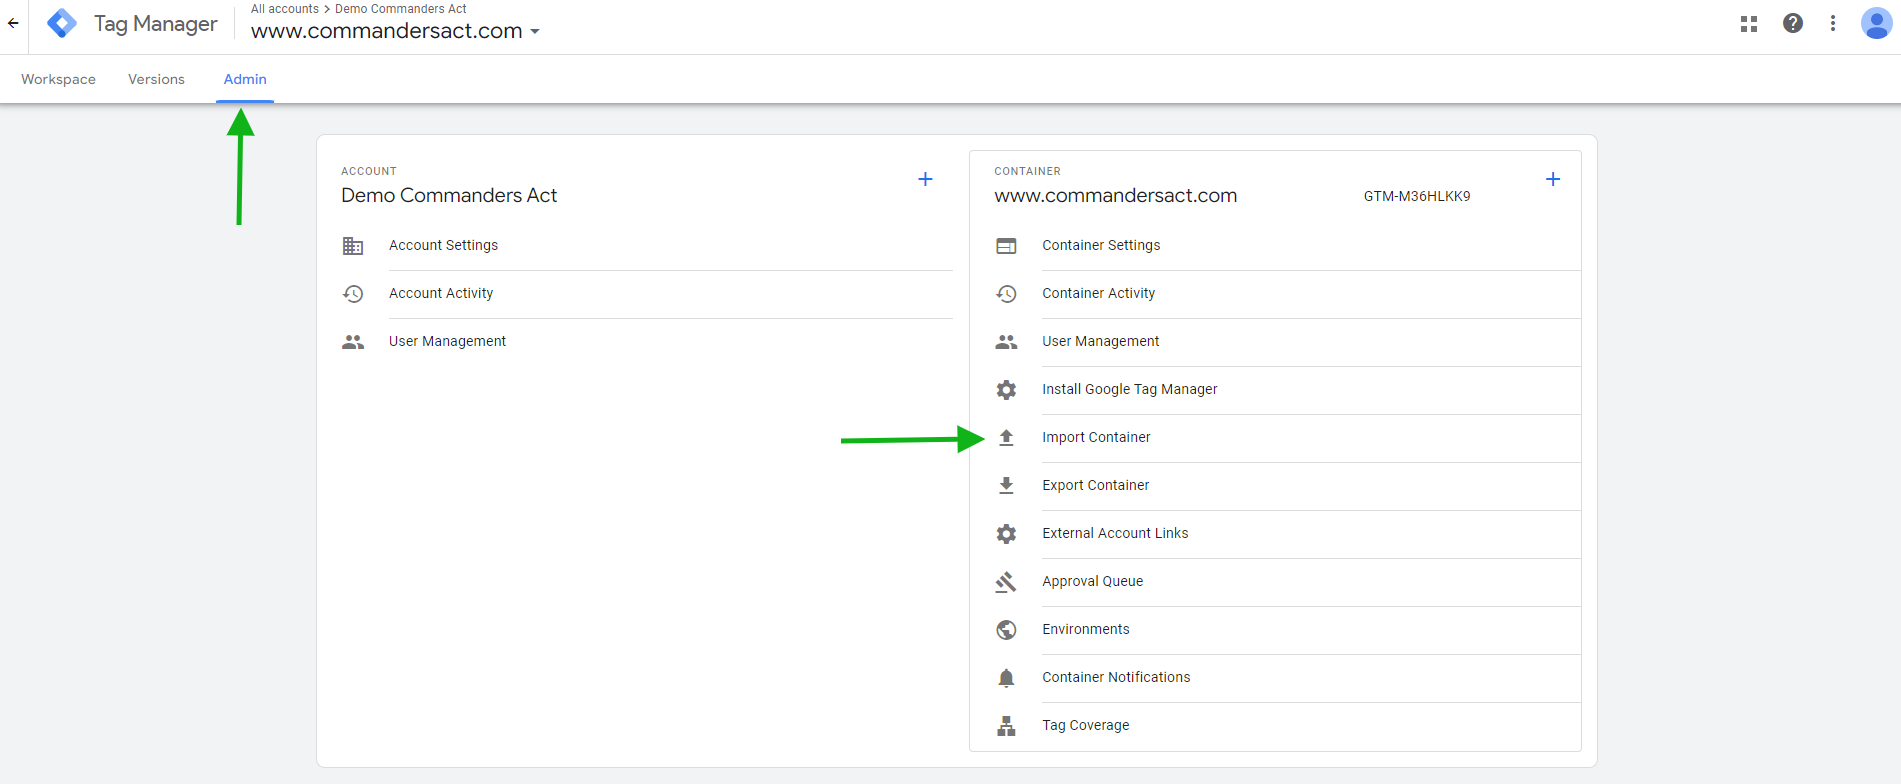 All accounts > Demo Commanders Act
Tag Manager
www.commandersact.com
Workspace Versions Admin
ACCOUNT
Demo Commanders Act
Account Settings
Account Activity
User Management
CONTAINER
www.commandersact.com GTM-M36HLKK9
Container Settings
Container Activity
User Management
Install Google Tag Manager
Import Container
Export Container
External Account Links
Approval Queue
Environments
Container Notifications
Tag Coverage